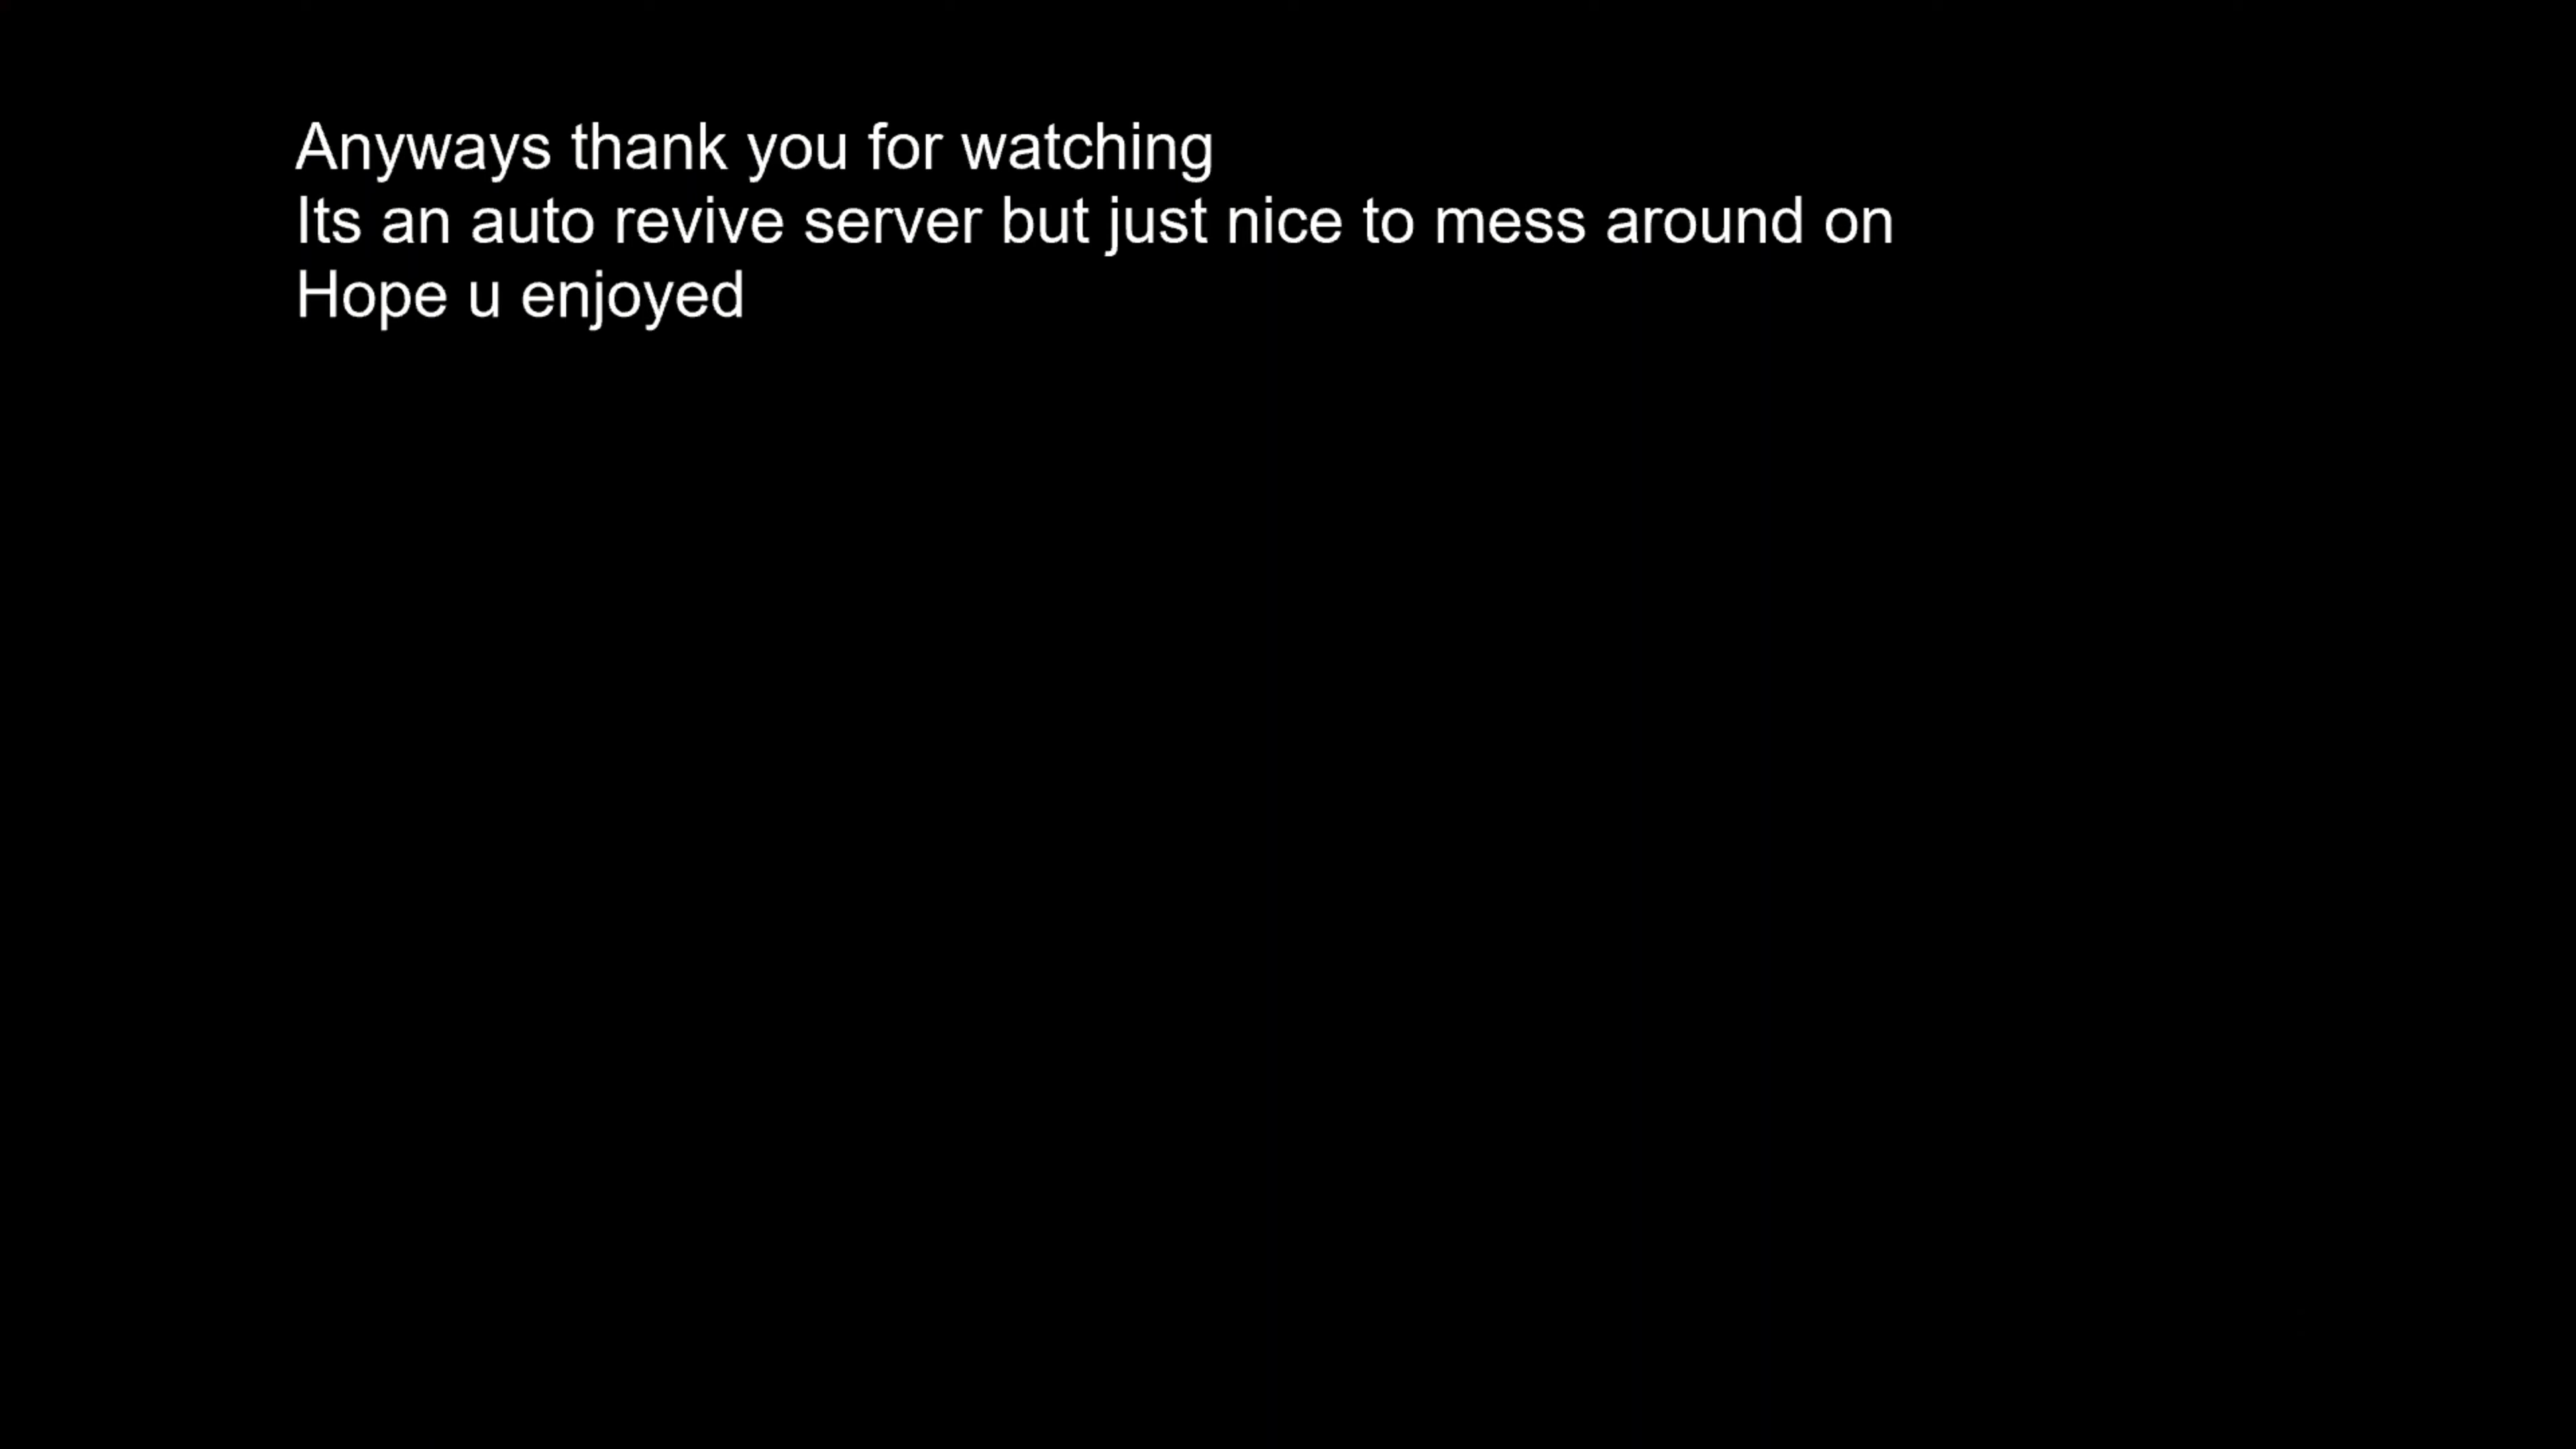 Anyways thank you for watching
Its an auto revive server but just nice to mess around on
Hope u enjoyed